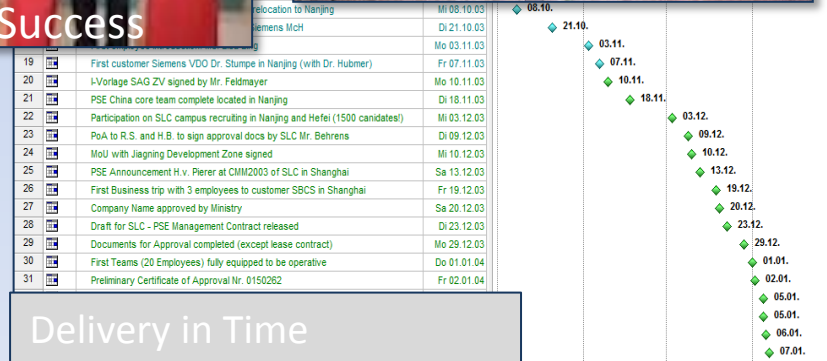 Success
relocation to Nanjing Mi 08.10.03 08.10.
Siemens McH Di 21.10.03 21.10.
Mo 03.11.03 03.11.
19 First customer Siemens VDO Dr. Stumpe in Nanjing (with Dr. Hubmer) Fr 07.11.03 07.11.
20 I-Vorlage SAG ZV signed by Mr. Feldmayer Mo 10.11.03 10.11.
21 PSE China core team complete located in Nanjing Di 18.11.03 18.11.
22 Participation on SLC campus recruiting in Nanjing and Hefei (1500 canidates!) Mi 03.12.03 03.12.
23 PoA to R.S. and H.B. to sign approval docs by SLC Mr. Behrens Di 09.12.03 09.12.
24 MoU with Jiagning Development Zone signed Mi 10.12.03 10.12.
25 PSE Announcement H.v. Pierer at CMM2003 of SLC in Shanghai Sa 13.12.03 13.12.
26 First Business trip with 3 employees to customer SBCS in Shanghai Fr 19.12.03 19.12.
27 Company Name approved by Ministry Sa 20.12.03 20.12.
28 Draft for SLC - PSE Management Contract released Di 23.12.03 23.12.
29 Documents for Approval completed (except lease contract) Mo 29.12.03 29.12.
30 First Teams (20 Employees) fully equipped to be operative Do 01.01.04 01.01.
31 Preliminary Certificate of Approval Nr. 0150262 Fr 02.01.04 02.01.
05.01.
05.01.
06.01.
07.01.
Delivery in Time